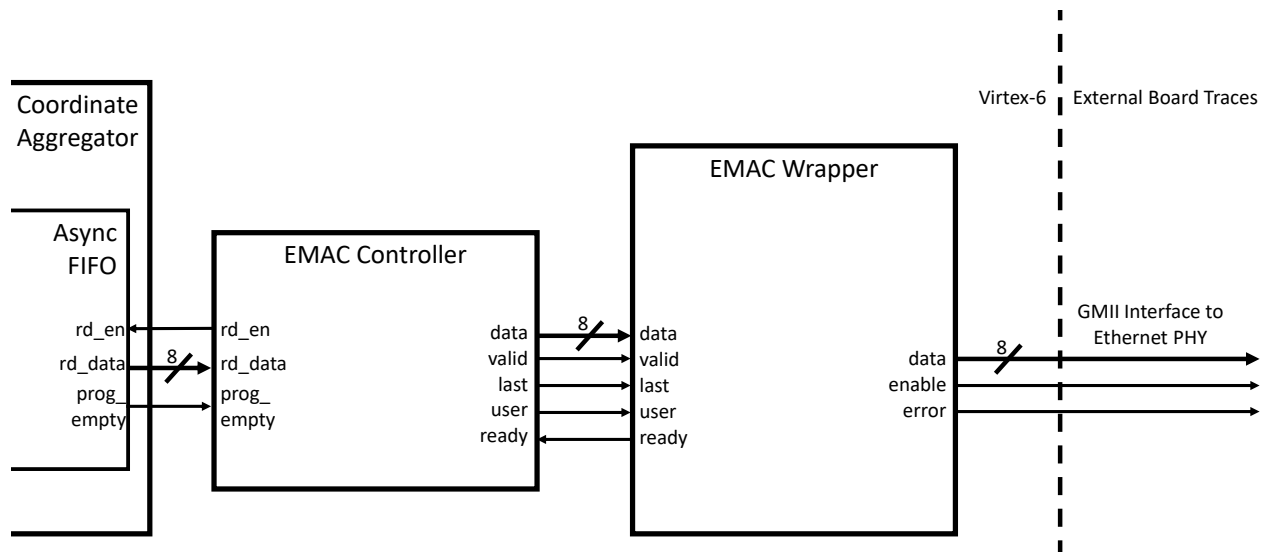 Coordinate
Aggregator
Async
FIFO
rd_en
rd_data
prog_
empty
8
EMAC Controller
rd_en
rd_data
prog_
empty
data
valid
last
user
ready
8
EMAC Wrapper
data
valid
last
user
ready
data
enable
error
8
Virtex-6
External Board Traces
GMII Interface to
Ethernet PHY